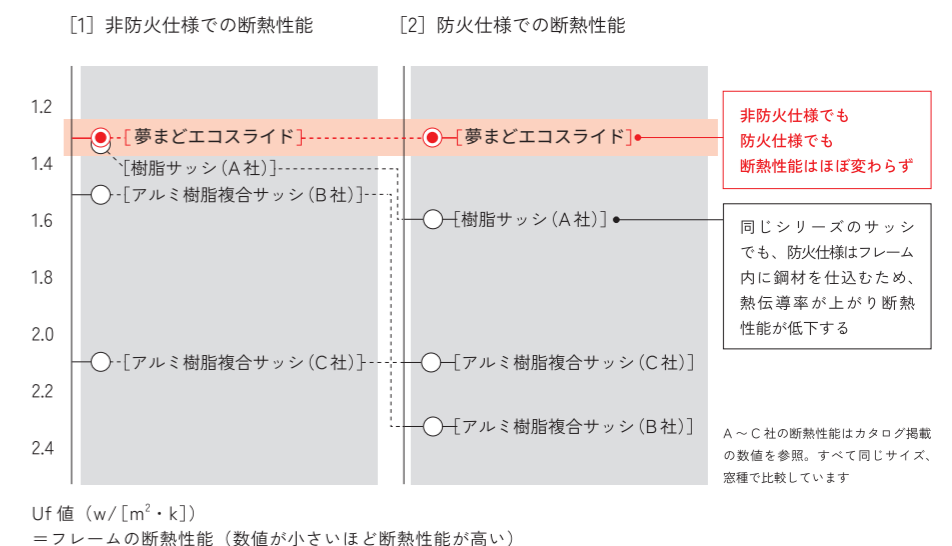 ［1］非防火仕様での断熱性能
［2］防火仕様での断熱性能
1.2
1.4
1.6
1.8
2.0
2.2
2.4
［夢まどエコスライド］
［樹脂サッシ（A社）］
［アルミ樹脂複合サッシ（B社）］
［アルミ樹脂複合サッシ（C社）］
［夢まどエコスライド］
［樹脂サッシ（A社）］
［アルミ樹脂複合サッシ（C社）］
［アルミ樹脂複合サッシ（B社）］
非防火仕様でも
防火仕様でも
断熱性能はほぼ変わらず
同じシリーズのサッシ
でも、防火仕様はフレーム
内に鋼材を仕込むため、
熱伝導率が上がり断熱
性能が低下する
A～C社の断熱性能はカタログ掲載
の数値を参照。すべて同じサイズ、
窓種で比較しています
Uf値（w/［m²・k］）
＝フレームの断熱性能（数値が小さいほど断熱性能が高い）